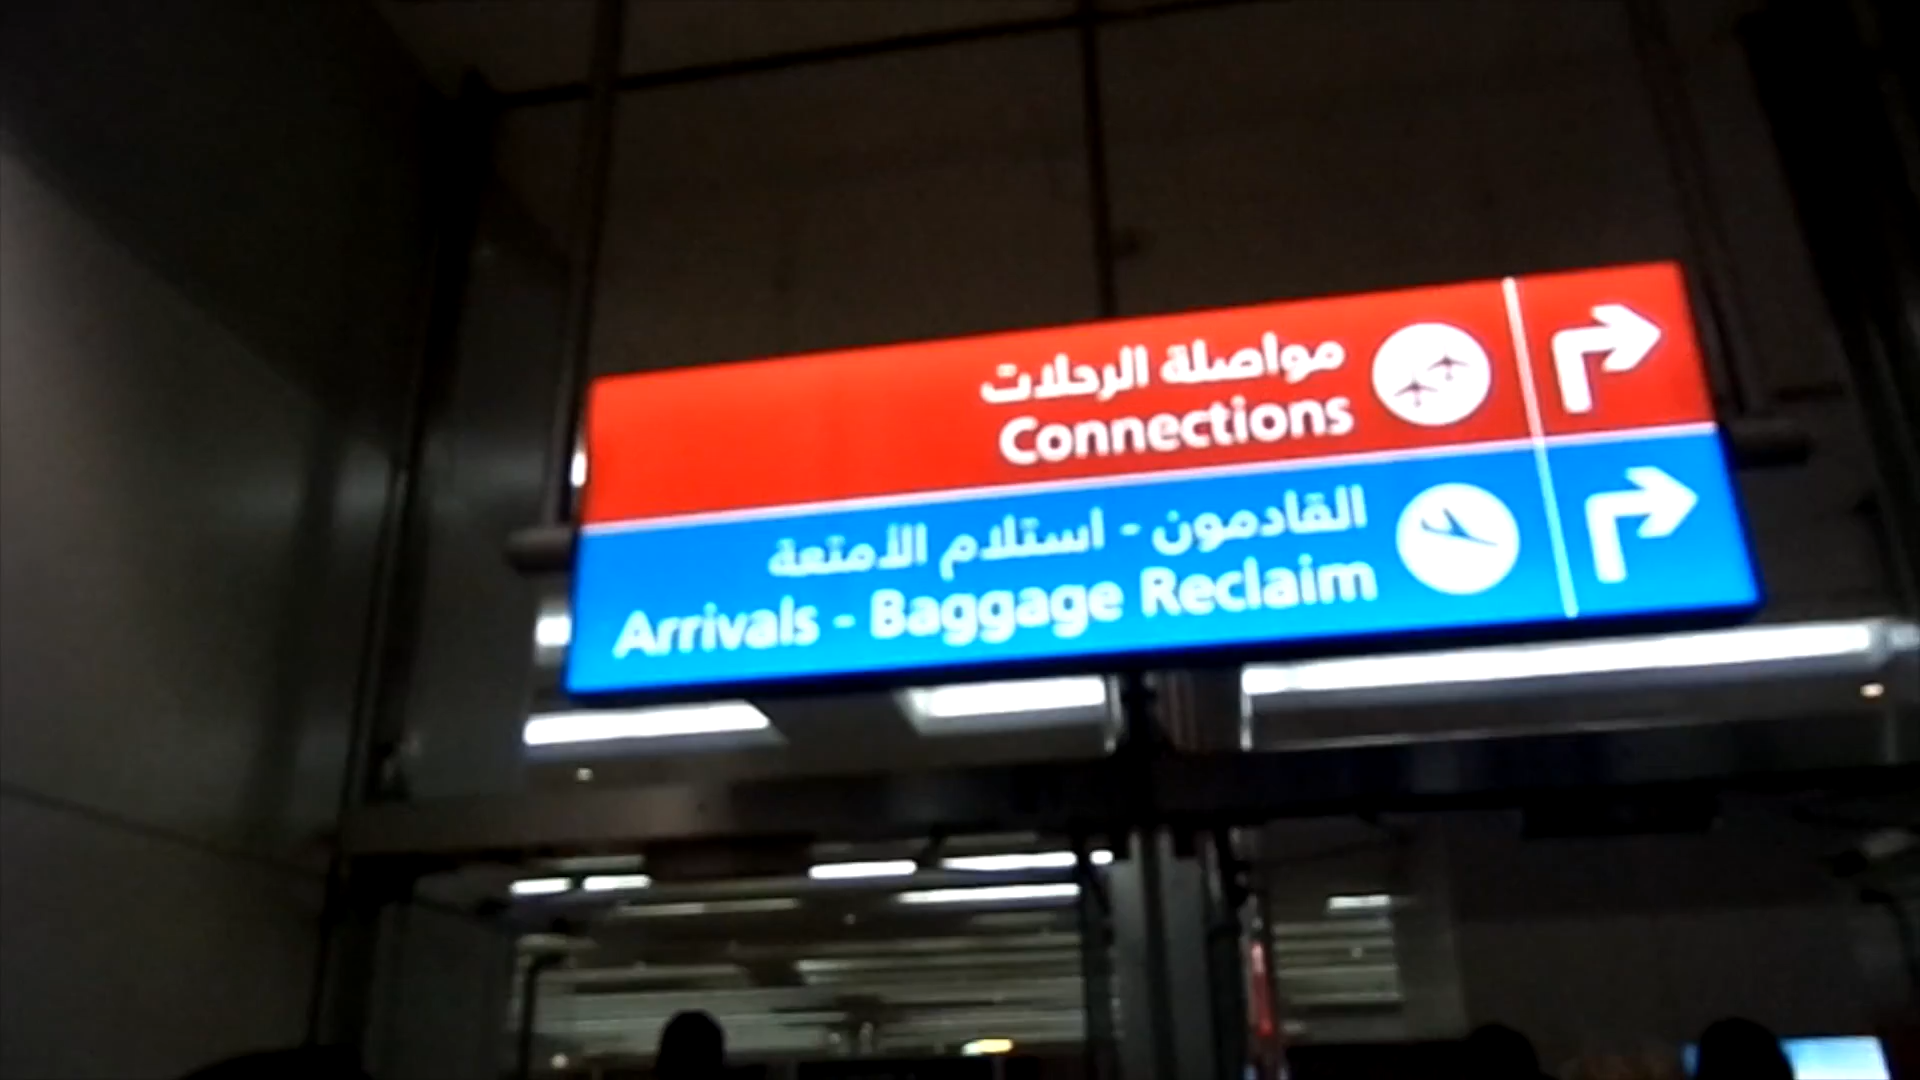 مواصلة الرحلات
Connections
القادمون - استلام الأمتعة
Arrivals - Baggage Reclaim